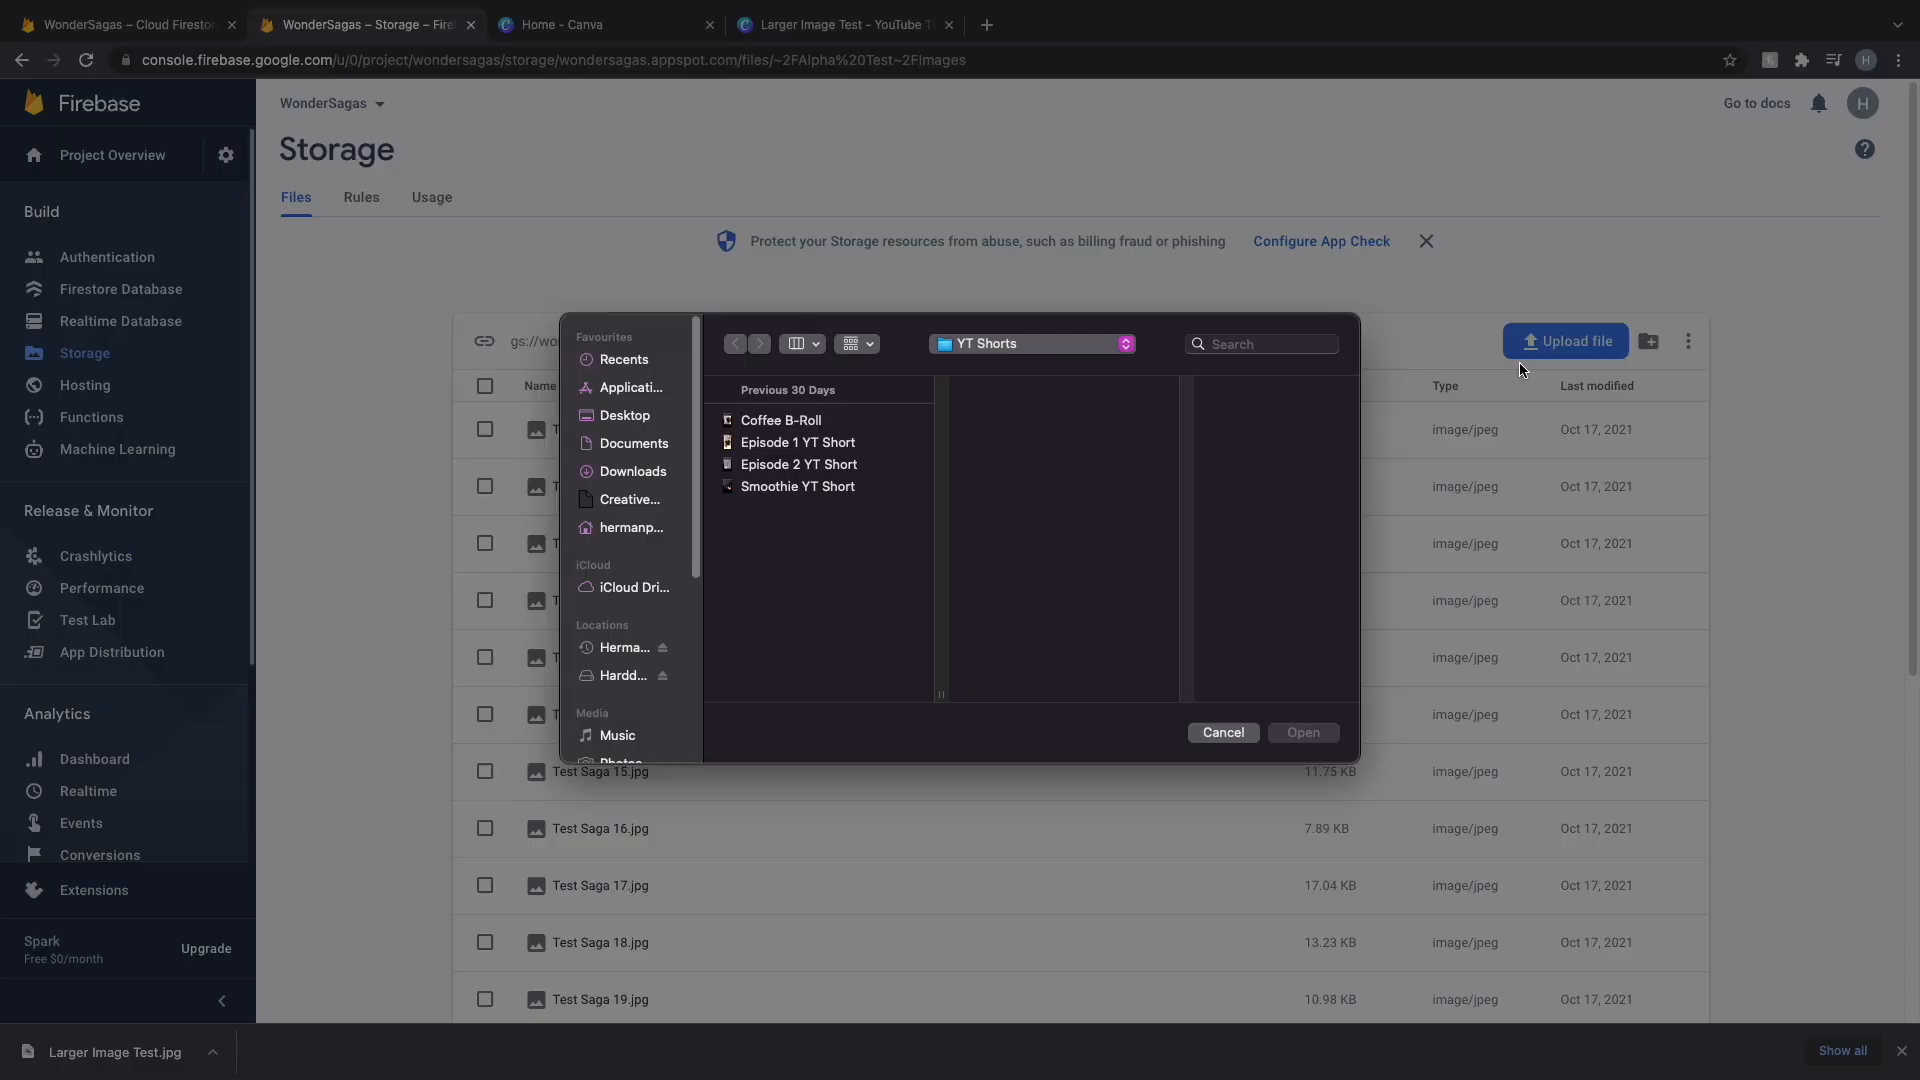 WonderSagas – Cloud Firestor
WonderSagas – Storage – Fire
Home - Canva
Larger Image Test - YouTube T
console.firebase.google.com/u/0/project/wondersagas/storage/wondersagas.appspot.com/files/~2FAlpha%20Test~2FImages
H
Firebase
WonderSagas
Go to docs
H
Project Overview
Storage
Files
Rules
Usage
Protect your Storage resources from abuse, such as billing fraud or phishing
Configure App Check
Build
Authentication
Firestore Database
Realtime Database
Storage
Hosting
Functions
Machine Learning
Release & Monitor
Crashlytics
Performance
Test Lab
App Distribution
Analytics
Dashboard
Realtime
Events
Conversions
Extensions
Spark
Free $0/month
Upgrade
gs://wo
Upload file
Name
Type
Last modified
T
image/jpeg
Oct 17, 2021
T
image/jpeg
Oct 17, 2021
T
image/jpeg
Oct 17, 2021
T
image/jpeg
Oct 17, 2021
T
image/jpeg
Oct 17, 2021
T
image/jpeg
Oct 17, 2021
Test Saga 15.jpg
11.75 KB
image/jpeg
Oct 17, 2021
Test Saga 16.jpg
7.89 KB
image/jpeg
Oct 17, 2021
Test Saga 17.jpg
17.04 KB
image/jpeg
Oct 17, 2021
Test Saga 18.jpg
13.23 KB
image/jpeg
Oct 17, 2021
Test Saga 19.jpg
10.98 KB
image/jpeg
Oct 17, 2021
Favourites
Recents
Applicati...
Desktop
Documents
Downloads
Creative...
hermanp...
iCloud
iCloud Dri...
Locations
Herma...
Hardd...
Media
Music
Photos
YT Shorts
Search
Previous 30 Days
Coffee B-Roll
Episode 1 YT Short
Episode 2 YT Short
Smoothie YT Short
Cancel
Open
Larger Image Test.jpg
Show all